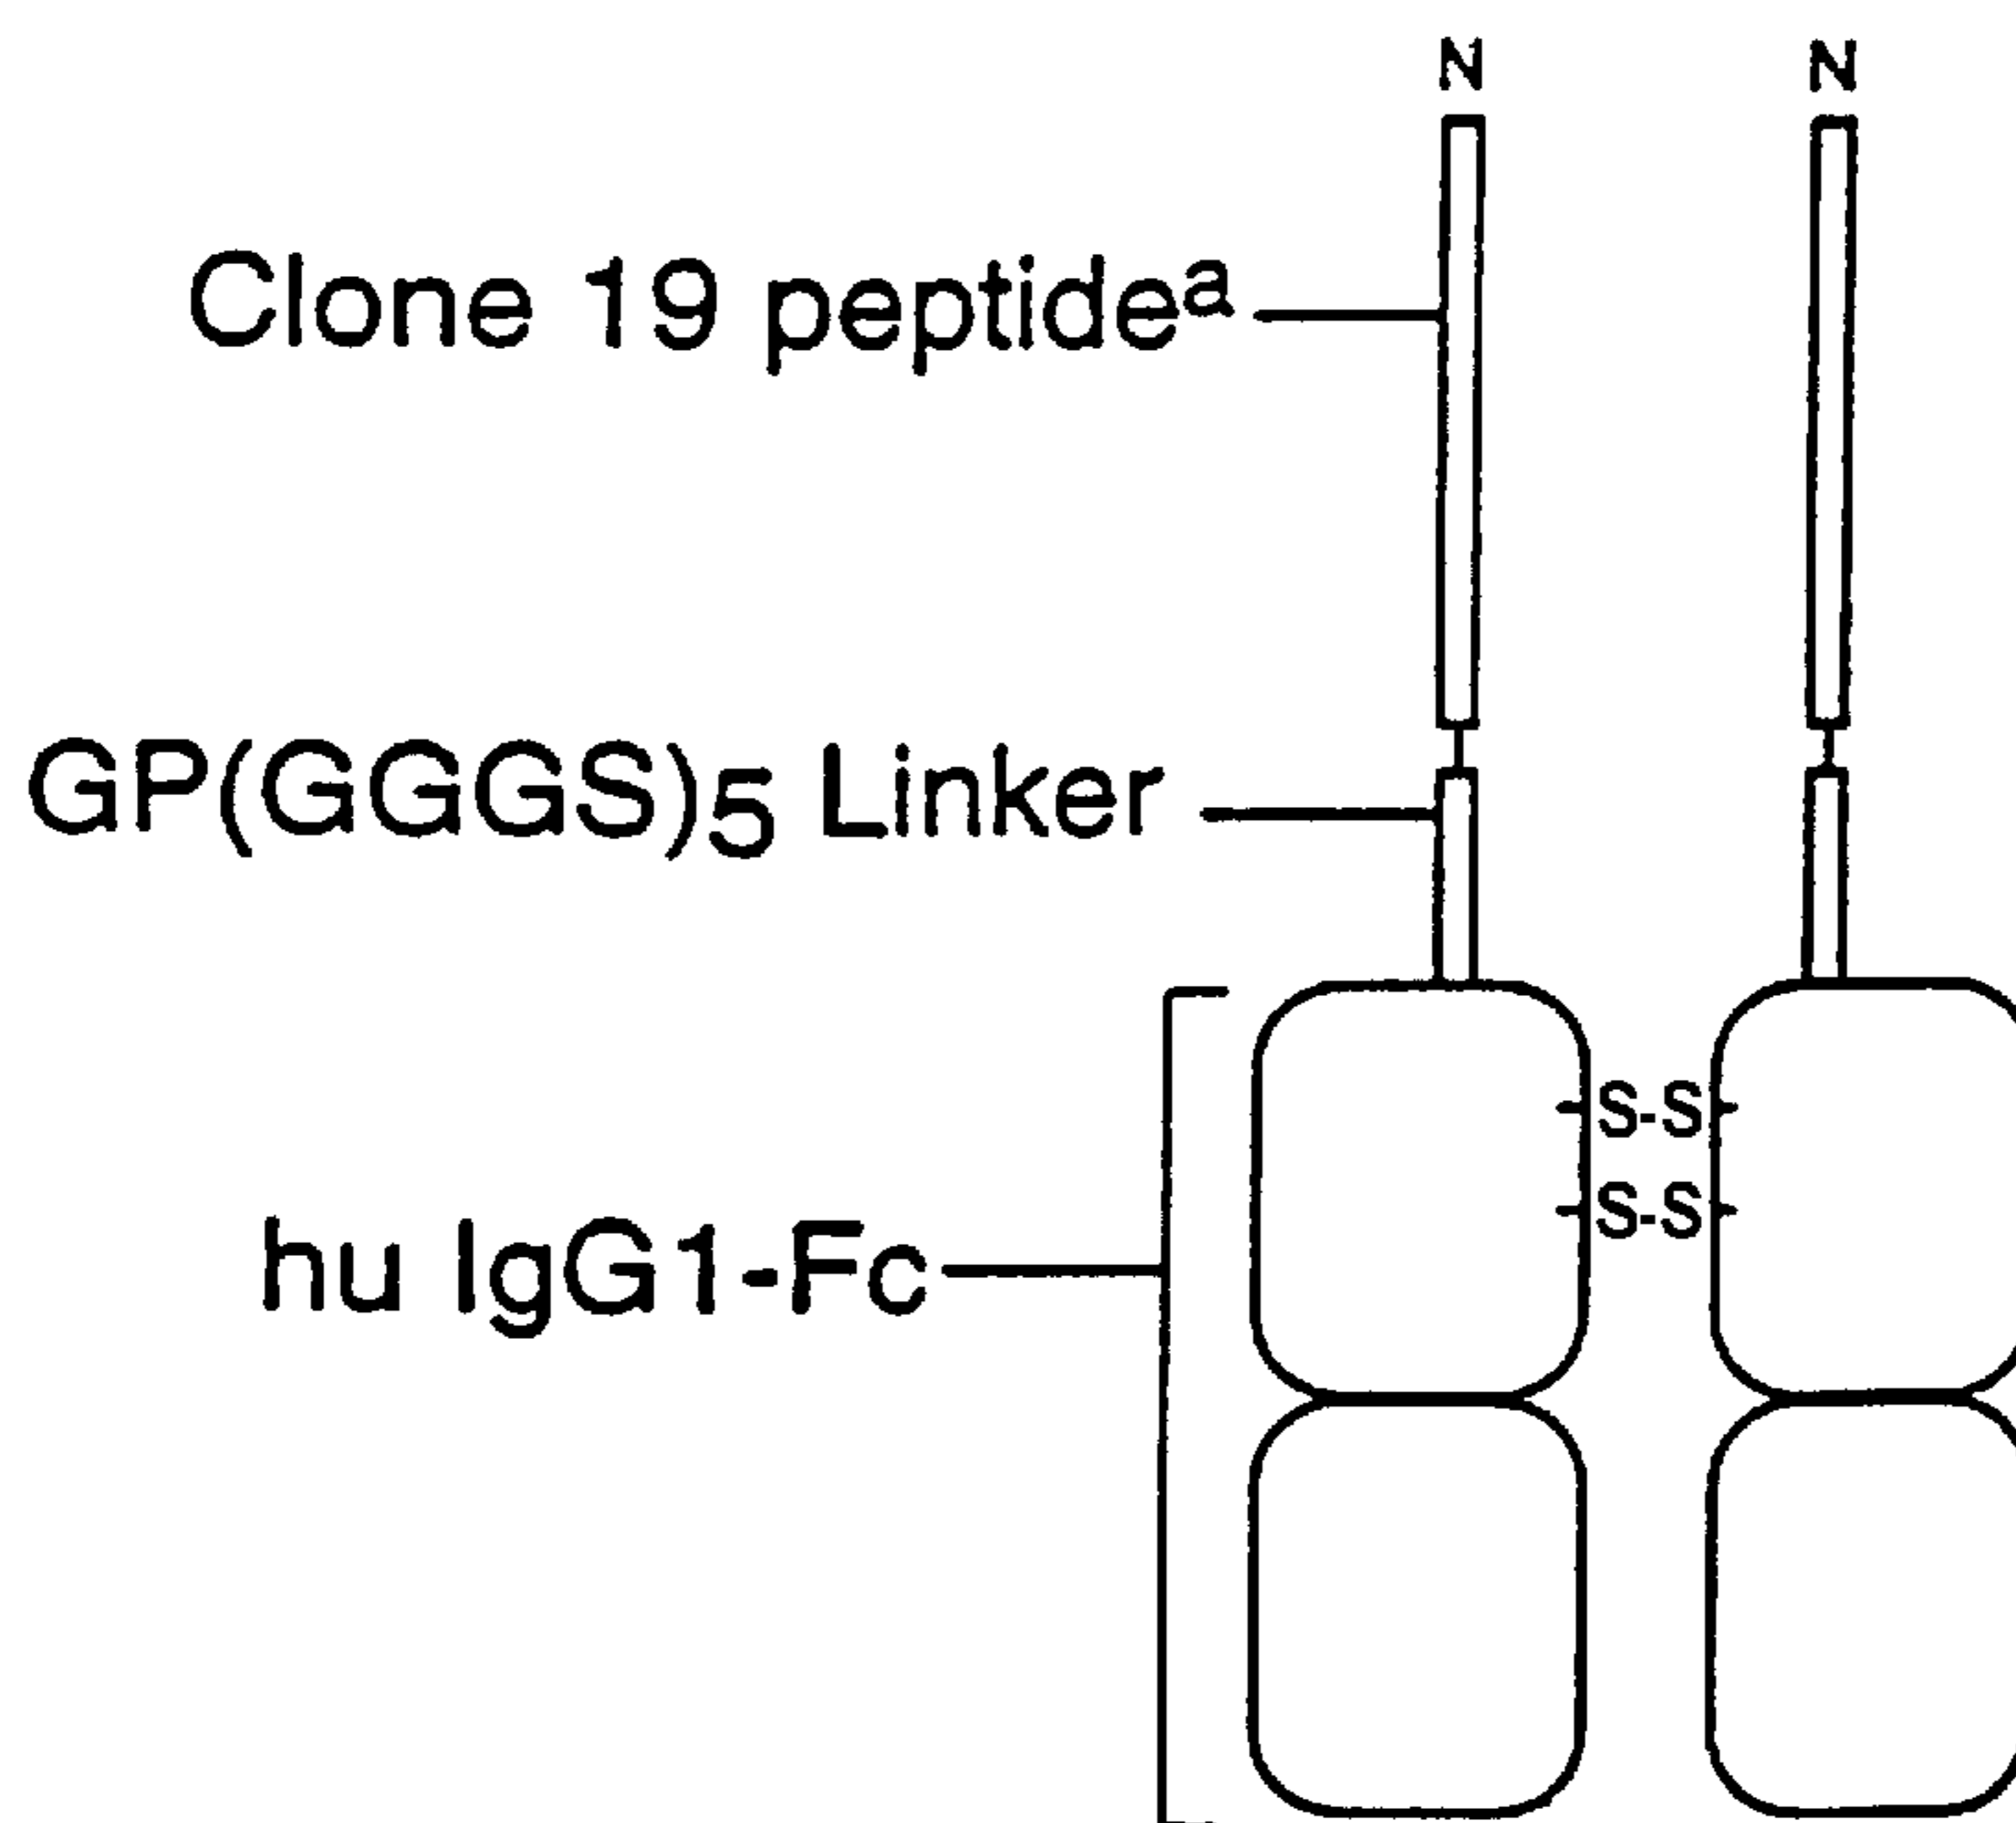 N N
Clone 19 peptideª
GP(GGGS)5 Linker
S-S
S-S
hu IgG1-Fc